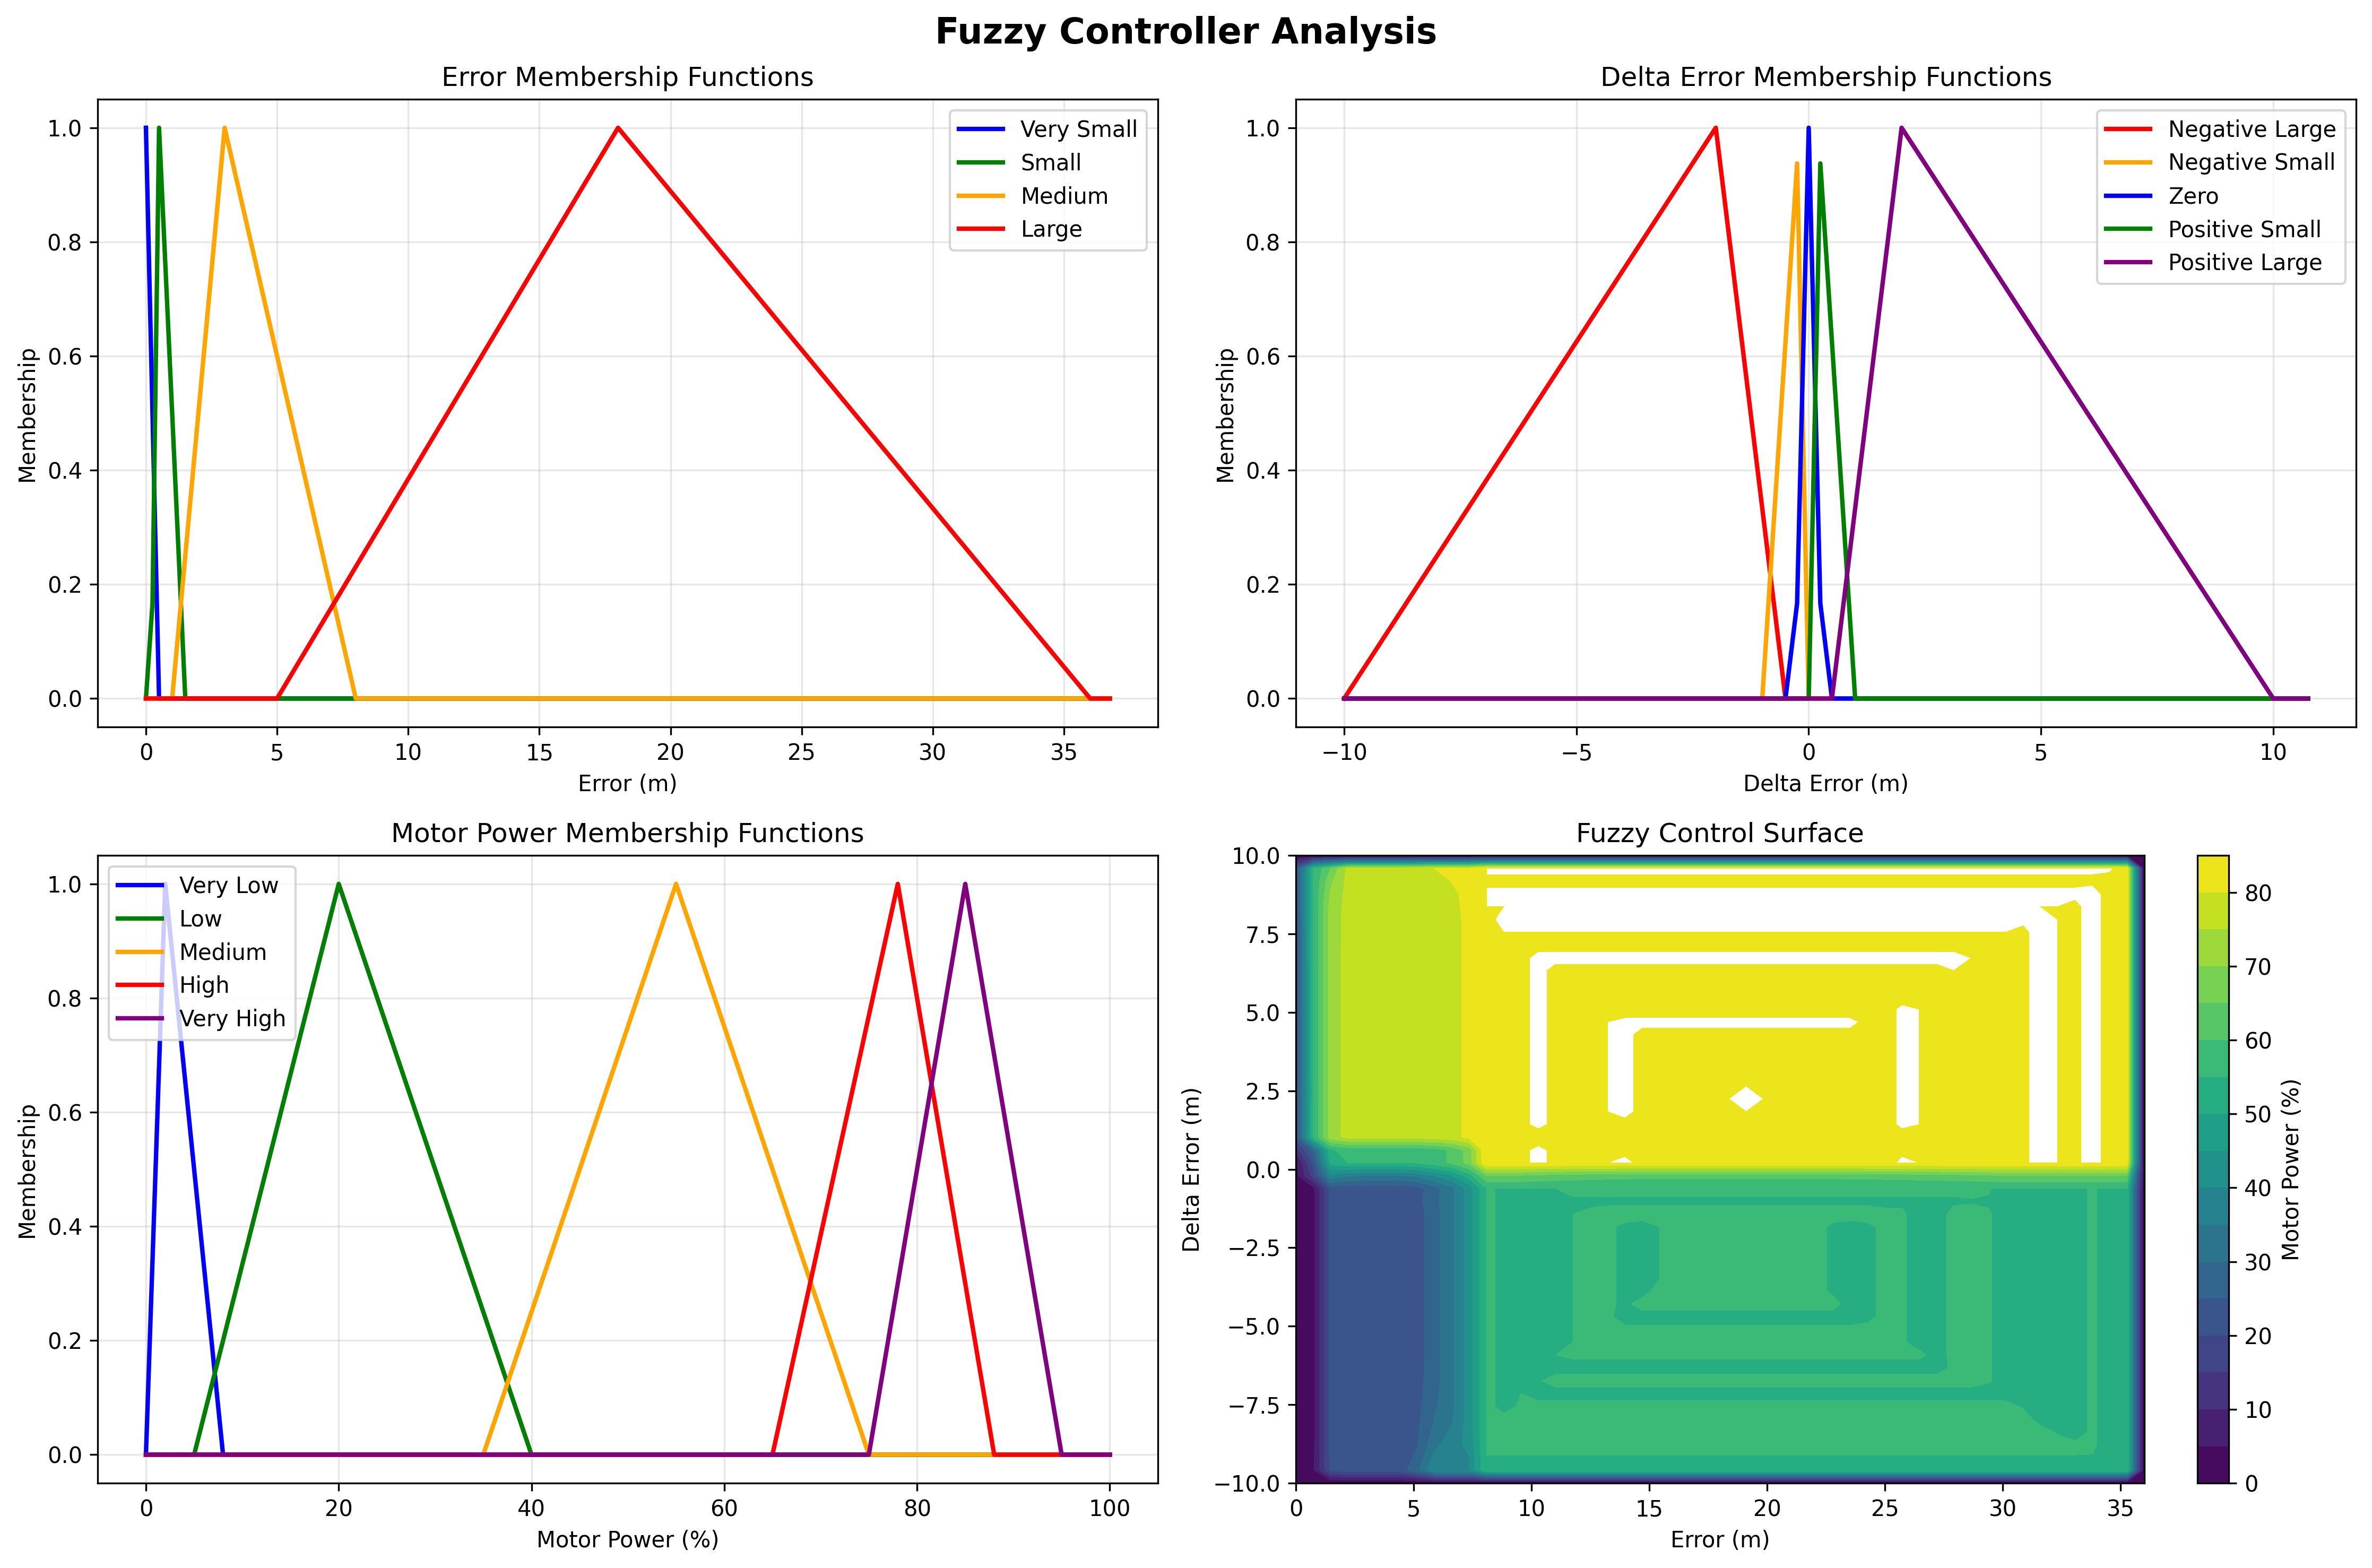 Fuzzy Controller Analysis
Error Membership Functions
1.0
0.8
0.6
0.4
0.2
0.0
Membership
Very Small
Small
Medium
Large
0 5 10 15 20 25 30 35
Error (m)
Delta Error Membership Functions
1.0
0.8
0.6
0.4
0.2
0.0
Membership
Negative Large
Negative Small
Zero
Positive Small
Positive Large
−10 −5 0 5 10
Delta Error (m)
Motor Power Membership Functions
1.0
0.8
0.6
0.4
0.2
0.0
Membership
Very Low
Low
Medium
High
Very High
0 20 40 60 80 100
Motor Power (%)
Fuzzy Control Surface
10.0
7.5
5.0
2.5
0.0
−2.5
−5.0
−7.5
−10.0
Delta Error (m)
0 5 10 15 20 25 30 35
Error (m)
80
70
60
50
40
30
20
10
0
Motor Power (%)